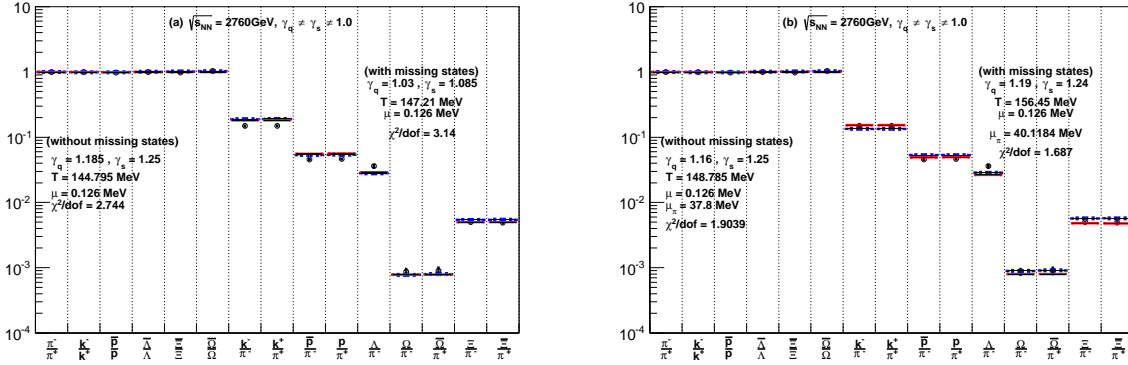 (a) √s_NN = 2760GeV, γ_q ≠ γ_s ≠ 1.0
10
1
10⁻¹
10⁻²
10⁻³
10⁻⁴
(with missing states)
γ_q = 1.03 , γ_s = 1.085
T = 147.21 MeV
μ = 0.126 MeV
χ²/dof = 3.14
(without missing states)
γ_q = 1.185 , γ_s = 1.25
T = 144.795 MeV
μ = 0.126 MeV
χ²/dof = 2.744
π⁻/π⁺ k⁻/k⁺ p̅/p Λ̅/Λ Ξ̅/Ξ Ω̅/Ω k⁻/π⁻ k⁺/π⁺ p̅/π⁻ p/π⁺ Λ/π⁻ Ω/π⁻ Ω̅/π⁺ Ξ/π⁻ Ξ̅/π⁺
(b) √s_NN = 2760GeV, γ_q ≠ γ_s ≠ 1.0
10
1
10⁻¹
10⁻²
10⁻³
10⁻⁴
(with missing states)
γ_q = 1.19 , γ_s = 1.24
T = 156.45 MeV
μ = 0.126 MeV
μ_π = 40.1184 MeV
χ²/dof = 1.687
(without missing states)
γ_q = 1.16 , γ_s = 1.25
T = 148.785 MeV
μ = 0.126 MeV
μ_π = 37.8 MeV
χ²/dof = 1.9039
π⁻/π⁺ k⁻/k⁺ p̅/p Λ̅/Λ Ξ̅/Ξ Ω̅/Ω k⁻/π⁻ k⁺/π⁺ p̅/π⁻ p/π⁺ Λ/π⁻ Ω/π⁻ Ω̅/π⁺ Ξ/π⁻ Ξ̅/π⁺